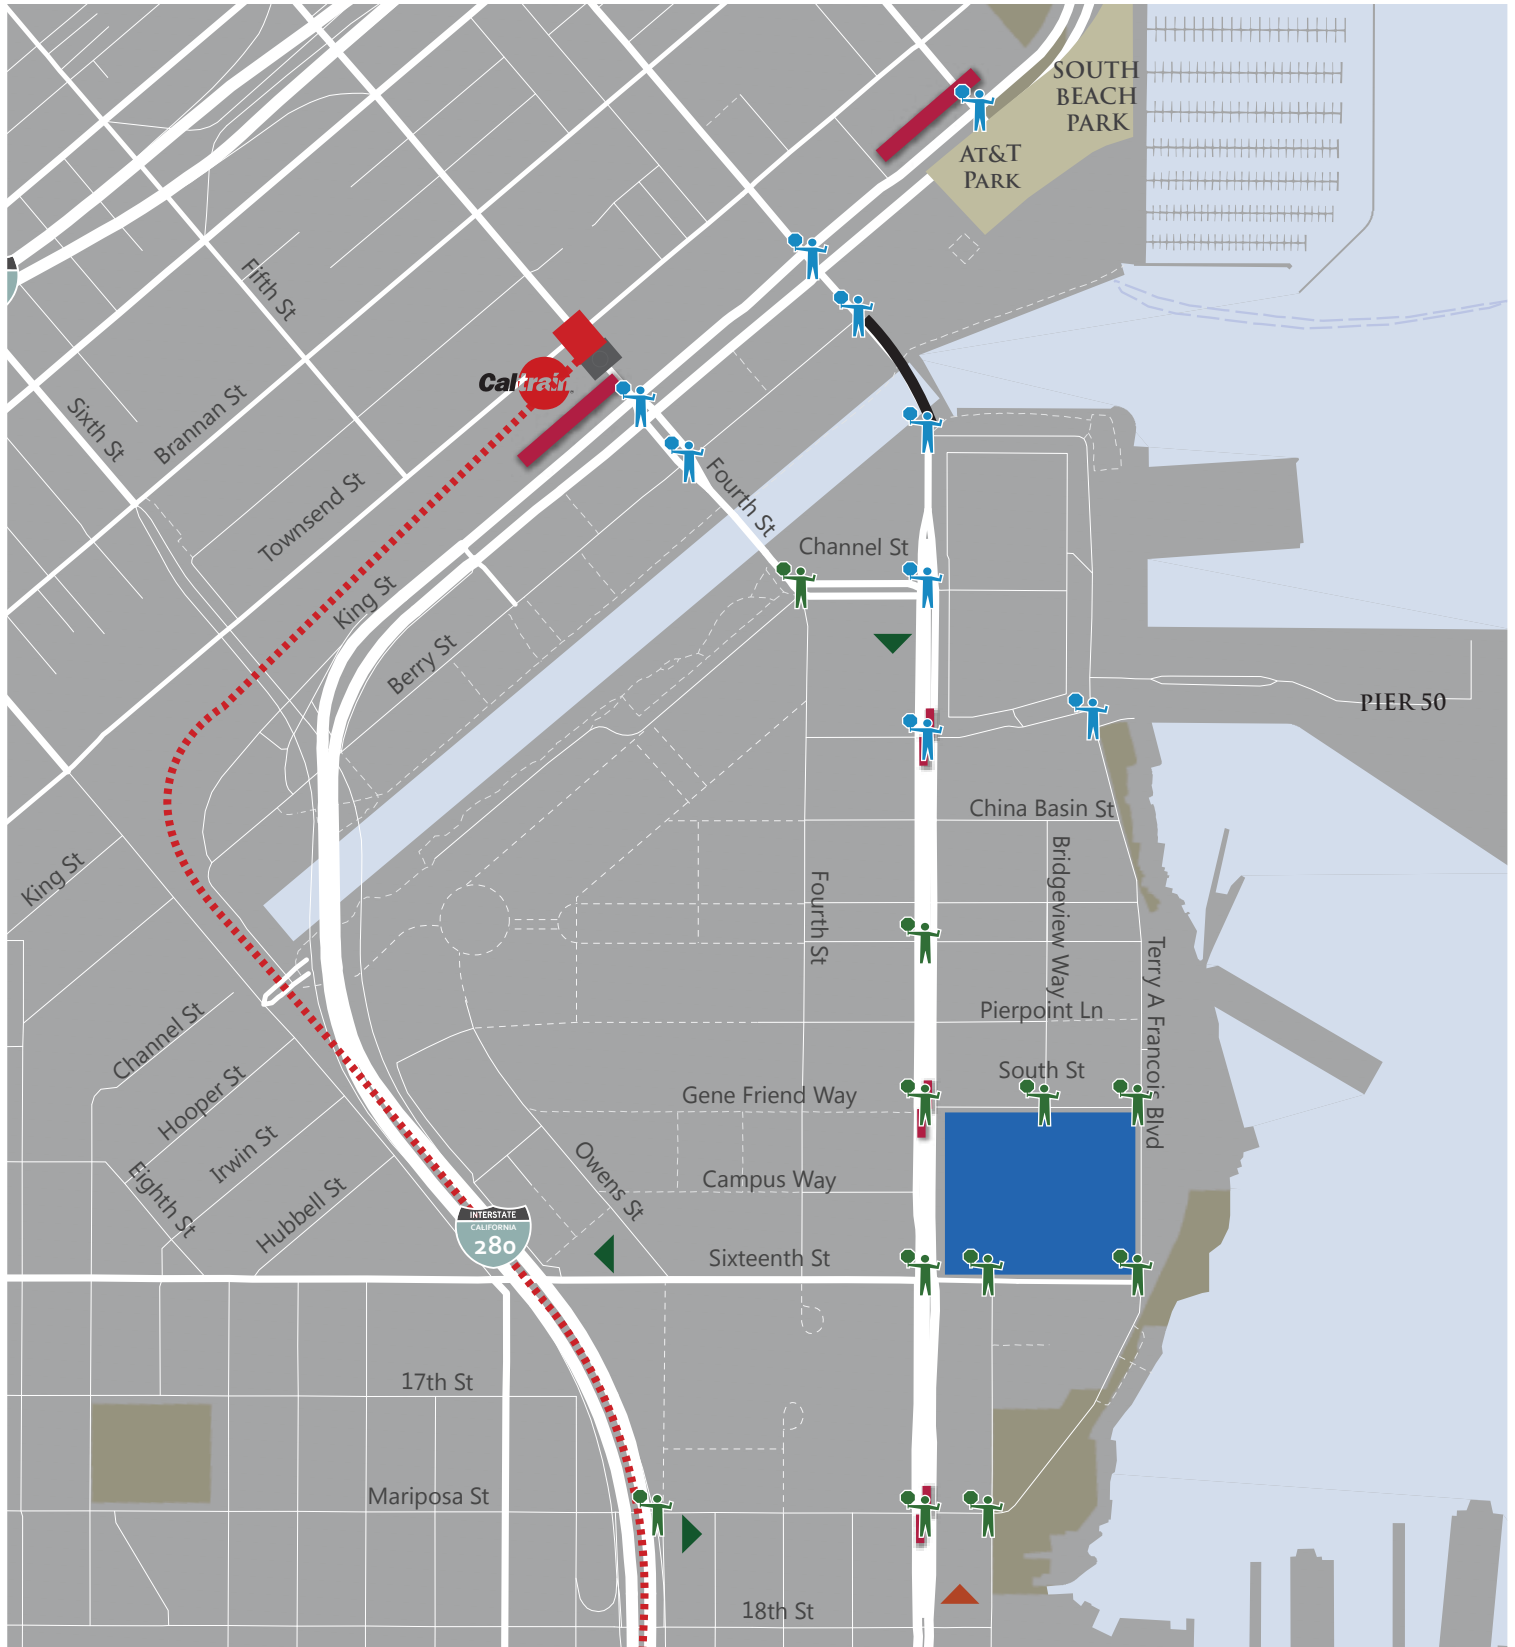 SOUTH
BEACH
PARK
AT&T
PARK
Fifth St
Caltrain
Sixth St
Brannan St
Townsend St
Fourth St
Channel St
King St
Berry St
PIER 50
China Basin St
King St
Fourth St
Bridgeview Way
Terry A Francois Blvd
Pierpoint Ln
Channel St
South St
Hooper St
Gene Friend Way
Irwin St
Owens St
Campus Way
Eighth St
Hubbell St
INTERSTATE
CALIFORNIA
280
Sixteenth St
17th St
Mariposa St
18th St